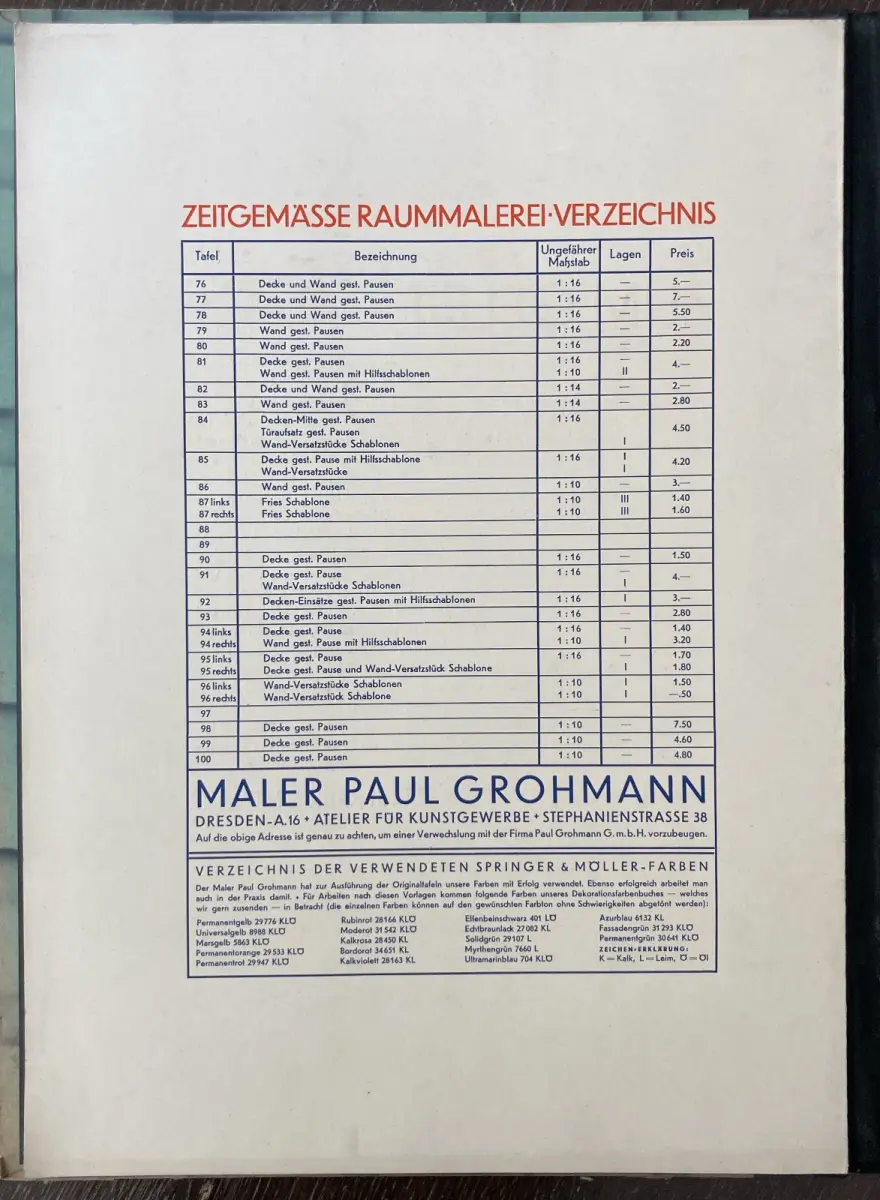 ZEITGEMÄSSE RAUMMALEREI·VERZEICHNIS
Tafel Bezeichnung Ungefährer Maßstab Lagen Preis
76 Decke und Wand gest. Pausen 1:16 — 5.—
77 Decke und Wand gest. Pausen 1:16 — 7.—
78 Decke und Wand gest. Pausen 1:16 — 5.50
79 Wand gest. Pausen 1:16 — 2.—
80 Wand gest. Pausen 1:16 — 2.20
81 Decke gest. Pausen 1:16 — 4.—
Wand gest. Pausen mit Hilfsschablonen 1:10 II
82 Decke und Wand gest. Pausen 1:14 — 2.—
83 Wand gest. Pausen 1:14 — 2.80
84 Decken-Mitte gest. Pausen 1:16
Türaufsatz gest. Pausen 4.50
Wand-Versatzstücke Schablonen I
85 Decke gest. Pause mit Hilfsschablone 1:16 I 4.20
Wand-Versatzstücke I
86 Wand gest. Pausen 1:10 — 3.—
87 links Fries Schablone 1:10 III 1.40
87 rechts Fries Schablone 1:10 III 1.60
88
89
90 Decke gest. Pausen 1:16 — 1.50
91 Decke gest. Pause 1:16 — 4.—
Wand-Versatzstücke Schablonen I
92 Decken-Einsätze gest. Pausen mit Hilfsschablonen 1:16 I 3.—
93 Decke gest. Pausen 1:16 — 2.80
94 links Decke gest. Pause 1:16 — 1.40
94 rechts Wand gest. Pause mit Hilfsschablonen 1:10 I 3.20
95 links Decke gest. Pause 1:16 — 1.70
95 rechts Decke gest. Pause und Wand-Versatzstück Schablone I 1.80
96 links Wand-Versatzstücke Schablonen 1:10 I 1.50
96 rechts Wand-Versatzstück Schablone 1:10 I —.50
97
98 Decke gest. Pausen 1:10 — 7.50
99 Decke gest. Pausen 1:10 — 4.60
100 Decke gest. Pausen 1:10 — 4.80
MALER PAUL GROHMANN
DRESDEN-A.16 + ATELIER FÜR KUNSTGEWERBE + STEPHANIENSTRASSE 38
Auf die obige Adresse ist genau zu achten, um einer Verwechslung mit der Firma Paul Grohmann G.m.b.H. vorzubeugen.
VERZEICHNIS DER VERWENDETEN SPRINGER & MÖLLER-FARBEN
Der Maler Paul Grohmann hat zur Ausführung der Originaltafeln unsere Farben mit Erfolg verwendet. Ebenso erfolgreich arbeitet man
auch in der Praxis damit. + Für Arbeiten nach diesen Vorlagen kommen folgende Farben unseres Dekorationsfarbenbuches — welches
wir gern zusenden — in Betracht (die einzelnen Farben können auf den gewünschten Farbton ohne Schwierigkeiten abgetönt werden):
Permanentgelb 29776 KLÖ
Universalgelb 8988 KLÖ
Marsgelb 5863 KLÖ
Permanentorange 29533 KLÖ
Permanentrot 29947 KLÖ
Rubinrot 28166 KLÖ
Moderot 31542 KLÖ
Kalkrosa 28450 KL
Bordorot 34651 KL
Kalkviolett 28163 KL
Elfenbeinschwarz 401 LÖ
Echtbraunlack 27082 KL
Solidgrün 29107 L
Myrthengrün 7660 L
Ultramarinblau 704 KLÖ
Azurblau 6132 KL
Fassadengrün 31293 KLÖ
Permanentgrün 30641 KLÖ
ZEICHEN-ERKLÄRUNG:
K = Kalk, L = Leim, Ö = Öl